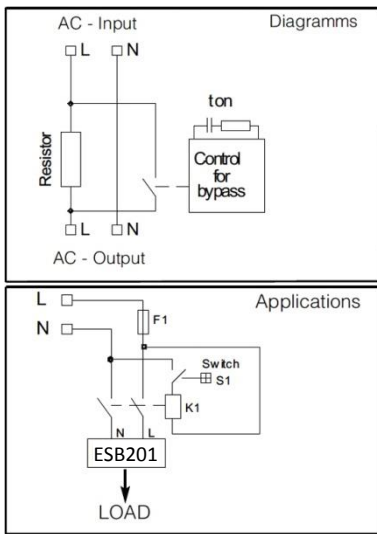 AC - Input
Diagramms
L
N
ton
Resistor
Control
for
bypass
L
N
AC - Output
L
Applications
F1
N
Switch
S1
K1
N
L
ESB201
LOAD